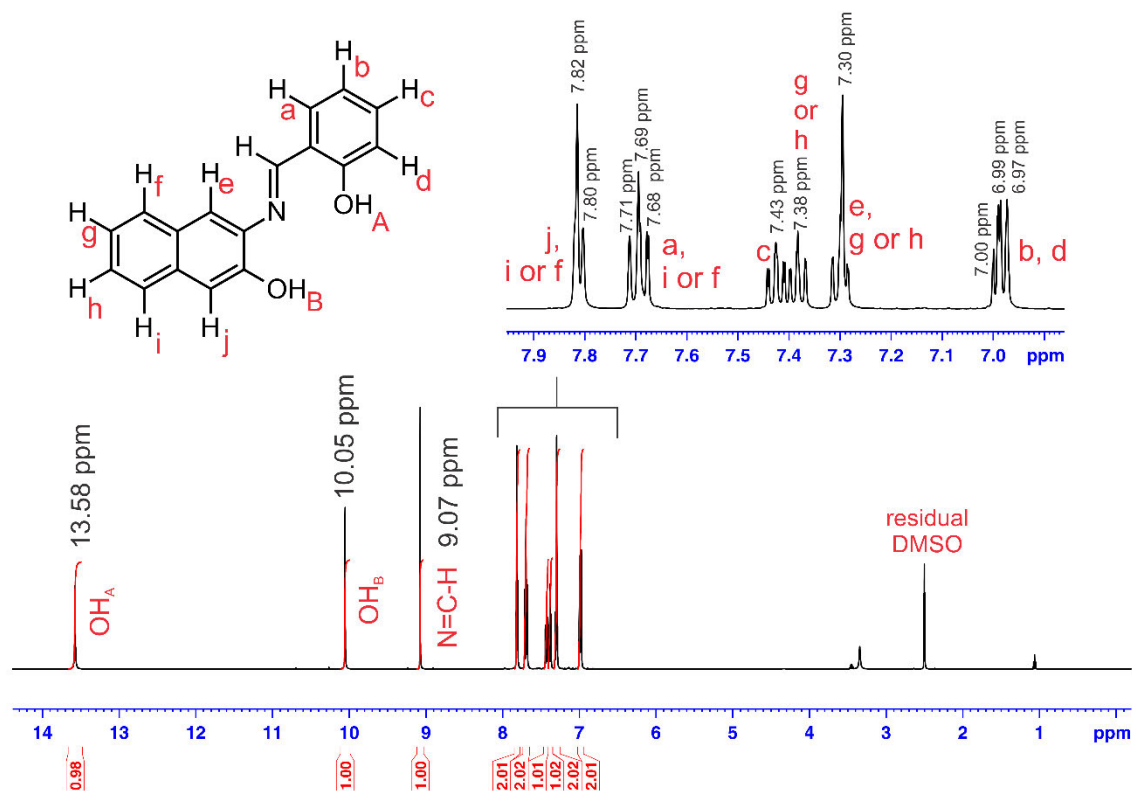 H
H b
a
H c
H
H
d
N
OH A
H f
H e
H g
H h
H i
H j
OH B
7.82 ppm
7.80 ppm
7.71 ppm
7.69 ppm
7.68 ppm
7.43 ppm
7.38 ppm
7.30 ppm
7.00 ppm
6.99 ppm
6.97 ppm
j,
i or f
a,
i or f
c
g
or
h
e,
g or h
b, d
7.9 7.8 7.7 7.6 7.5 7.4 7.3 7.2 7.1 7.0 ppm
13.58 ppm
10.05 ppm
9.07 ppm
OHA
OHB
N=C-H
residual
DMSO
14 13 12 11 10 9 8 7 6 5 4 3 2 1 ppm
0.98 1.00 1.00 2.01 2.02 1.01 1.02 2.02 2.01